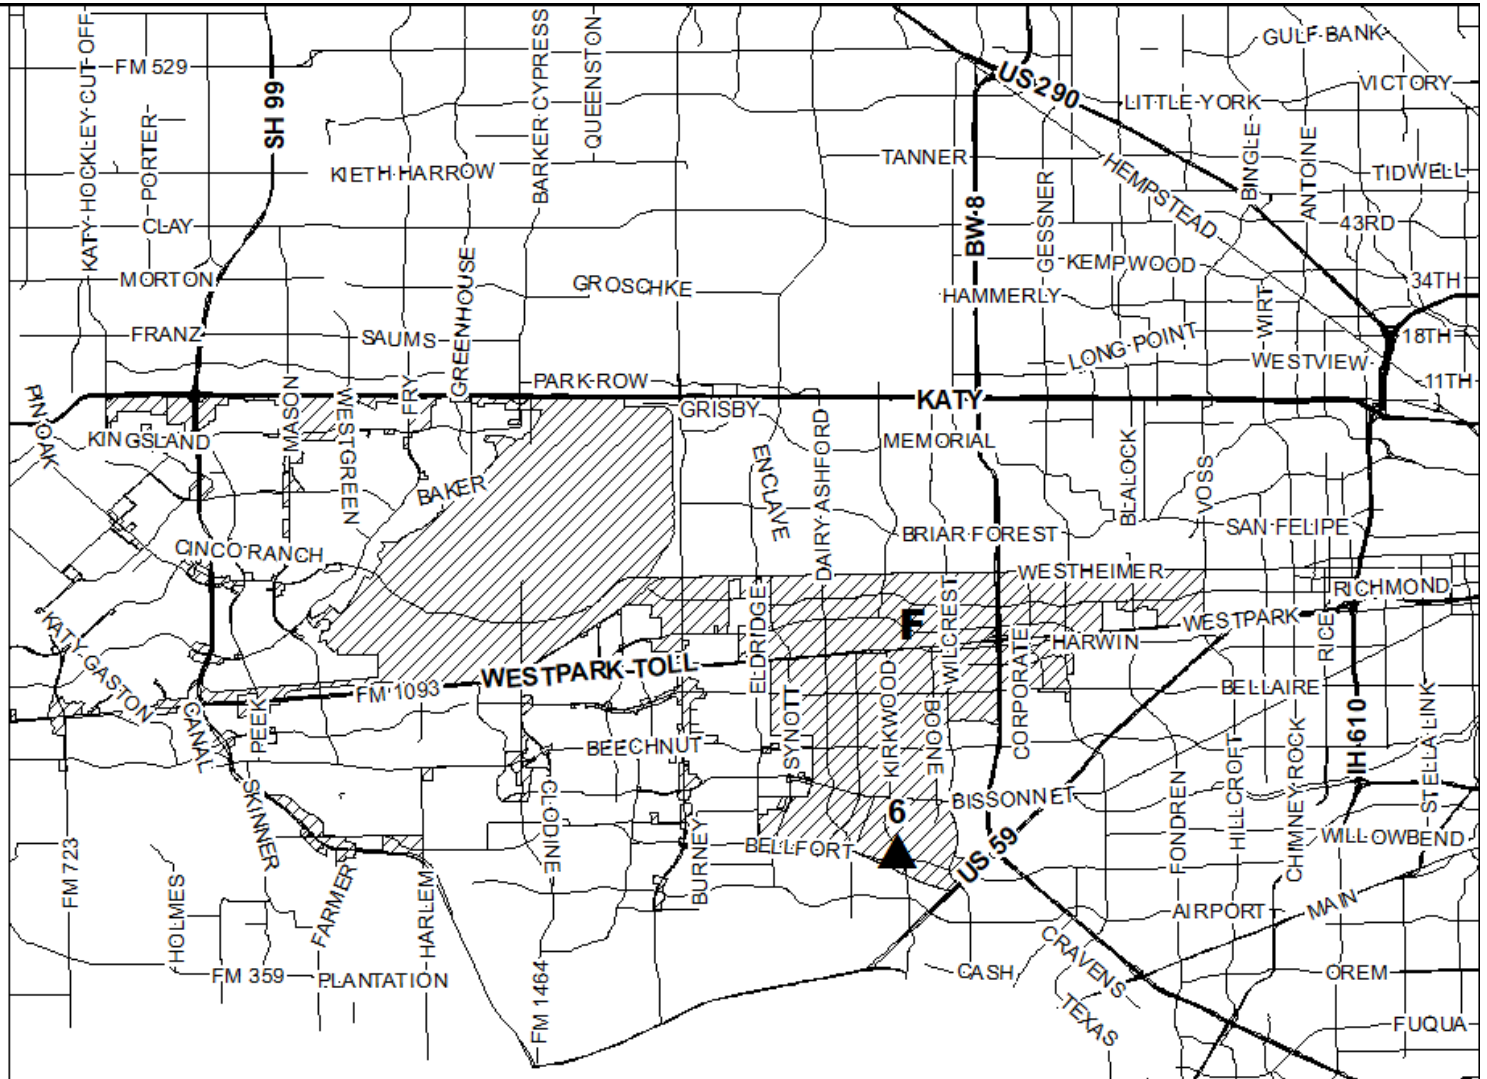 GULF BANK
FM 529
SH 99
KATY-HOCKLEY CUT-OFF
PORTER
BARKER CYPRESS
QUEENSTON
US 290
VICTORY
LITTLE YORK
BINGLE
ANTOINE
TANNER
HEMPSTEAD
TIDWELL
KIETH HARROW
GESSNER
CLAY
BW 8
43RD
KEMPWOOD
MORTON
GREENHOUSE
GROSCHKE
HAMMERLY
WIRT
34TH
FRANZ
SAUMS
LONG POINT
18TH
WESTVIEW
11TH
PARK ROW
PIN OAK
MASON
WESTGREEN
FRY
KATY
GRISBY
KINGSLAND
MEMORIAL
ENCLAVE
DAIRY ASHFORD
BLALOCK
VOSS
BAKER
BRIAR FOREST
SAN FELIPE
CINCO RANCH
WESTHEIMER
RICHMOND
ELDRIDGE
F
WILCREST
WESTPARK
RICE
KATY GASTON
HARWIN
CORPORATE
WESTPARK TOLL
FM 1093
KIRKWOOD
BELLAIRE
CANAL
PEEK
SYNOTT
BOONE
IH 610
STELLA LINK
BEECHNUT
HILLCROFT
CHIMNEY ROCK
SKINNER
CLODINE
FONDREN
BISSONNET
6
BURNEY
BELLFORT
US 59
WILLOWBEND
FM 723
HOLMES
FARMER
HARLEM
AIRPORT
MAIN
FM 359
PLANTATION
FM 1464
CASH
CRAVENS
OREM
TEXAS
FUQUA